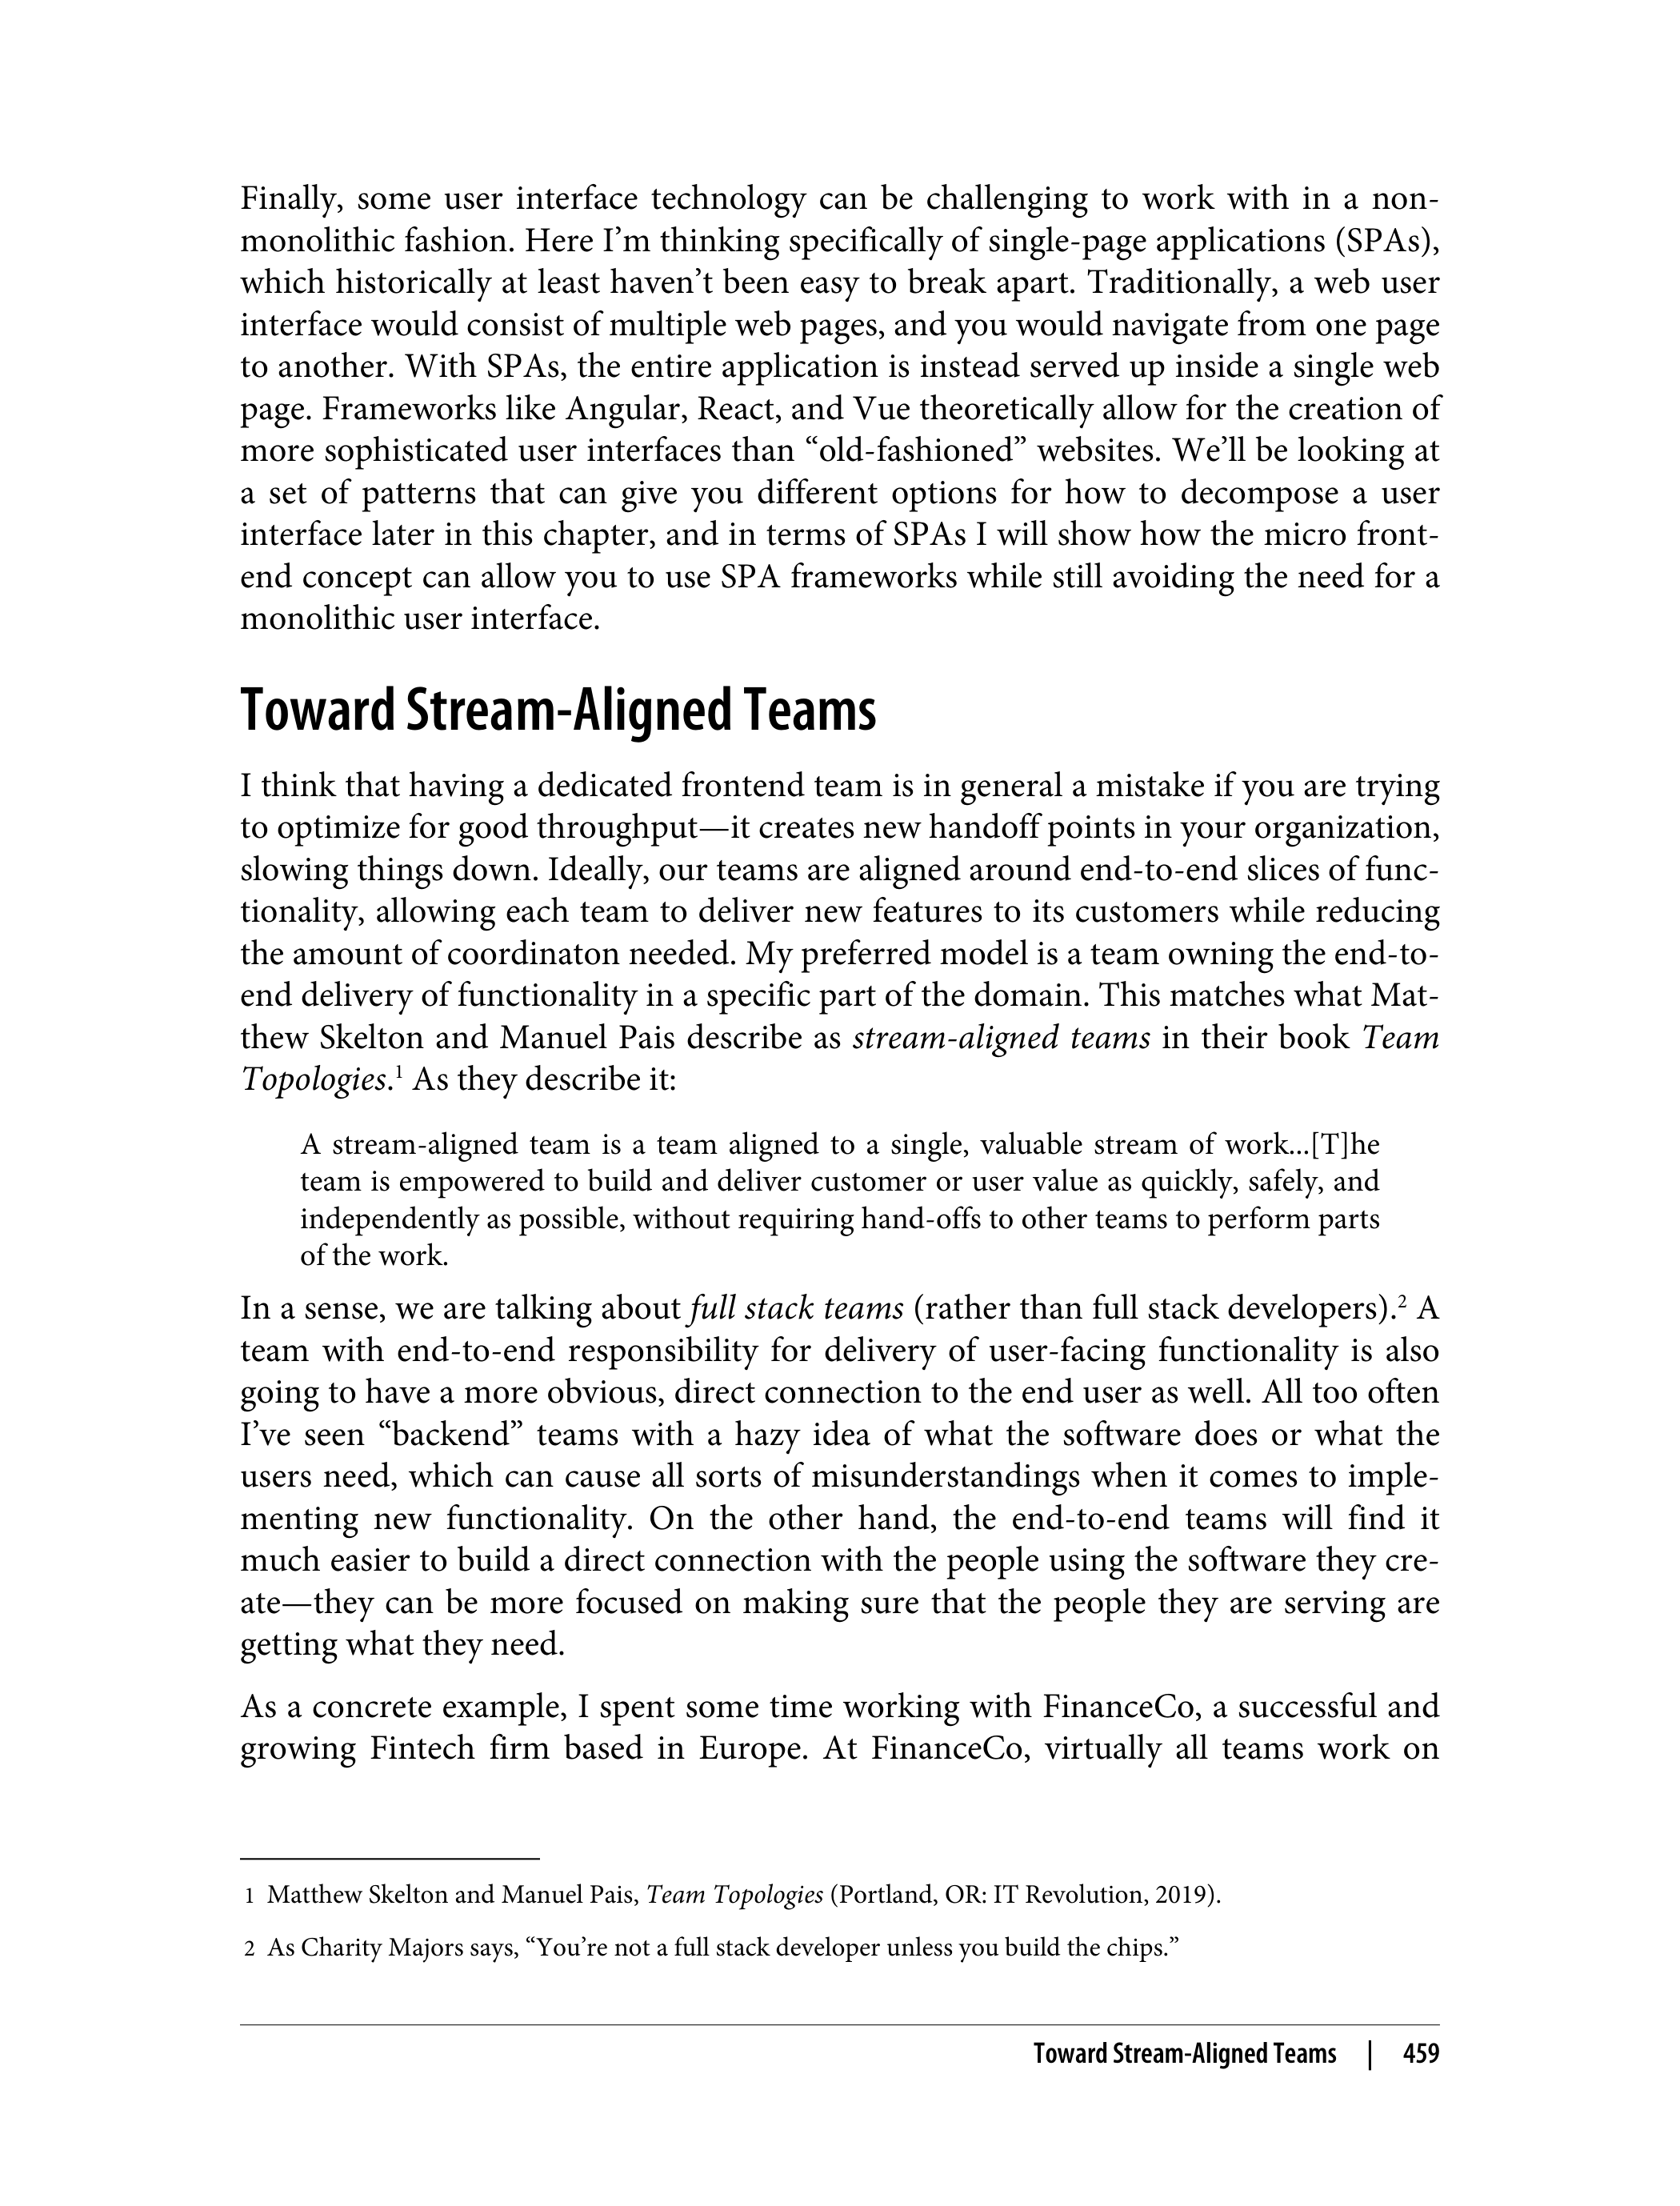 Finally, some user interface technology can be challenging to work with in a non-
monolithic fashion. Here I’m thinking specifically of single-page applications (SPAs),
which historically at least haven’t been easy to break apart. Traditionally, a web user
interface would consist of multiple web pages, and you would navigate from one page
to another. With SPAs, the entire application is instead served up inside a single web
page. Frameworks like Angular, React, and Vue theoretically allow for the creation of
more sophisticated user interfaces than “old-fashioned” websites. We’ll be looking at
a set of patterns that can give you different options for how to decompose a user
interface later in this chapter, and in terms of SPAs I will show how the micro front-
end concept can allow you to use SPA frameworks while still avoiding the need for a
monolithic user interface.
Toward Stream-Aligned Teams
I think that having a dedicated frontend team is in general a mistake if you are trying
to optimize for good throughput—it creates new handoff points in your organization,
slowing things down. Ideally, our teams are aligned around end-to-end slices of func-
tionality, allowing each team to deliver new features to its customers while reducing
the amount of coordinaton needed. My preferred model is a team owning the end-to-
end delivery of functionality in a specific part of the domain. This matches what Mat-
thew Skelton and Manuel Pais describe as stream-aligned teams in their book Team
Topologies.1 As they describe it:
A stream-aligned team is a team aligned to a single, valuable stream of work...[T]he
team is empowered to build and deliver customer or user value as quickly, safely, and
independently as possible, without requiring hand-offs to other teams to perform parts
of the work.
In a sense, we are talking about full stack teams (rather than full stack developers).2 A
team with end-to-end responsibility for delivery of user-facing functionality is also
going to have a more obvious, direct connection to the end user as well. All too often
I’ve seen “backend” teams with a hazy idea of what the software does or what the
users need, which can cause all sorts of misunderstandings when it comes to imple-
menting new functionality. On the other hand, the end-to-end teams will find it
much easier to build a direct connection with the people using the software they cre-
ate—they can be more focused on making sure that the people they are serving are
getting what they need.
As a concrete example, I spent some time working with FinanceCo, a successful and
growing Fintech firm based in Europe. At FinanceCo, virtually all teams work on
1 Matthew Skelton and Manuel Pais, Team Topologies (Portland, OR: IT Revolution, 2019).
2 As Charity Majors says, “You’re not a full stack developer unless you build the chips.”
Toward Stream-Aligned Teams | 459